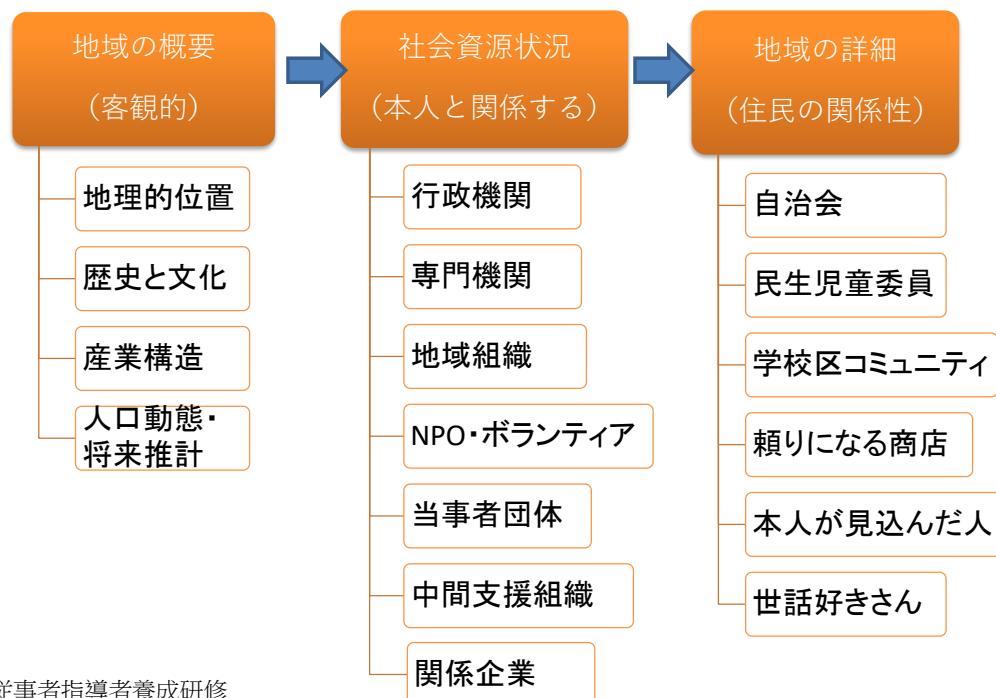 地域の概要
(客観的)
地理的位置
歴史と文化
産業構造
人口動態・
将来推計
社会資源状況
(本人と関係する)
行政機関
専門機関
地域組織
NPO・ボランティア
当事者団体
中間支援組織
関係企業
地域の詳細
(住民の関係性)
自治会
民生児童委員
学校区コミュニティ
頼りになる商店
本人が見込んだ人
世話好きさん
従事者指導者養成研修